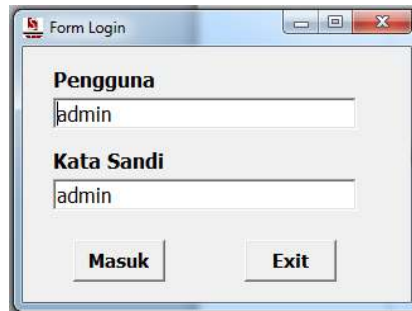 Form Login
Pengguna
admin
Kata Sandi
admin
Masuk Exit